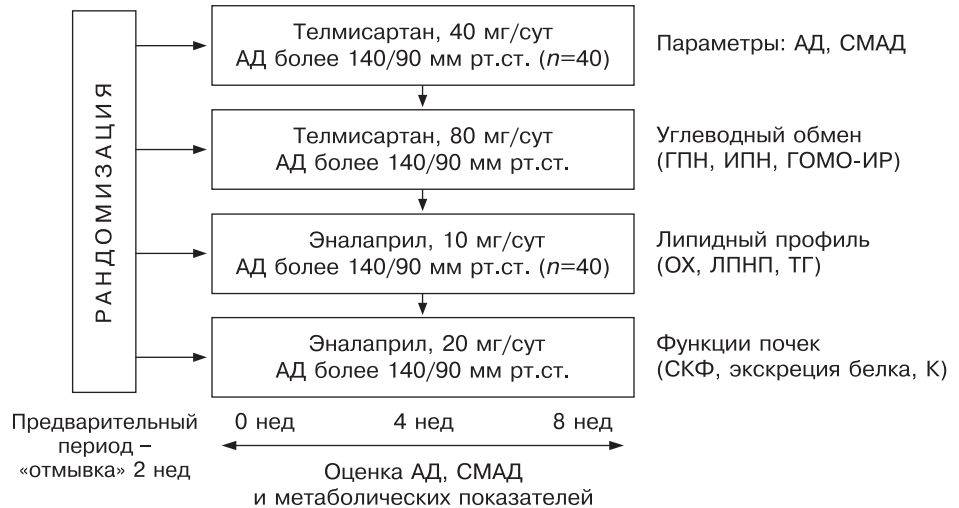 РАНДОМИЗАЦИЯ
Телмисартан, 40 мг/сут
АД более 140/90 мм рт.ст. (n=40)
Параметры: АД, СМАД
Телмисартан, 80 мг/сут
АД более 140/90 мм рт.ст.
Углеводный обмен
(ГПН, ИПН, ГОМО-ИР)
Эналаприл, 10 мг/сут
АД более 140/90 мм рт.ст. (n=40)
Липидный профиль
(ОХ, ЛПНП, ТГ)
Эналаприл, 20 мг/сут
АД более 140/90 мм рт.ст.
Функции почек
(СКФ, экскреция белка, К)
Предварительный
период –
«отмывка» 2 нед
0 нед 4 нед 8 нед
Оценка АД, СМАД
и метаболических показателей